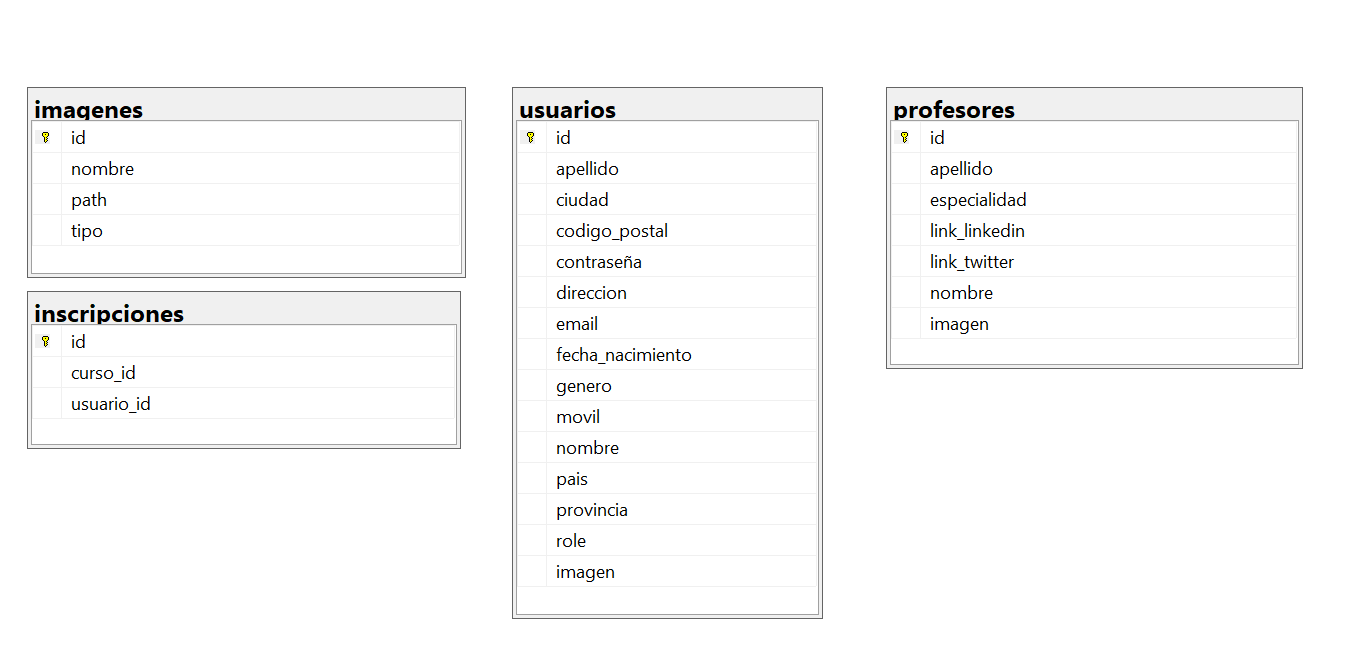 imagenes
id
nombre
path
tipo
inscripciones
id
curso_id
usuario_id
usuarios
id
apellido
ciudad
codigo_postal
contraseña
direccion
email
fecha_nacimiento
genero
movil
nombre
pais
provincia
role
imagen
profesores
id
apellido
especialidad
link_linkedin
link_twitter
nombre
imagen